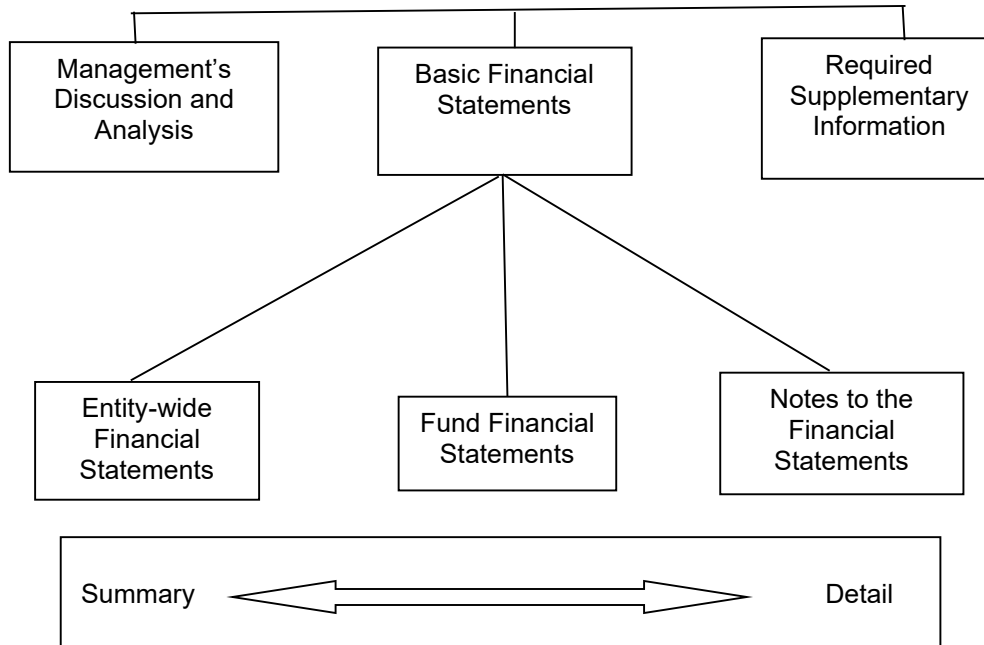 Management’s
Discussion and
Analysis
Basic Financial
Statements
Required
Supplementary
Information
Entity-wide
Financial
Statements
Fund Financial
Statements
Notes to the
Financial
Statements
Summary
Detail